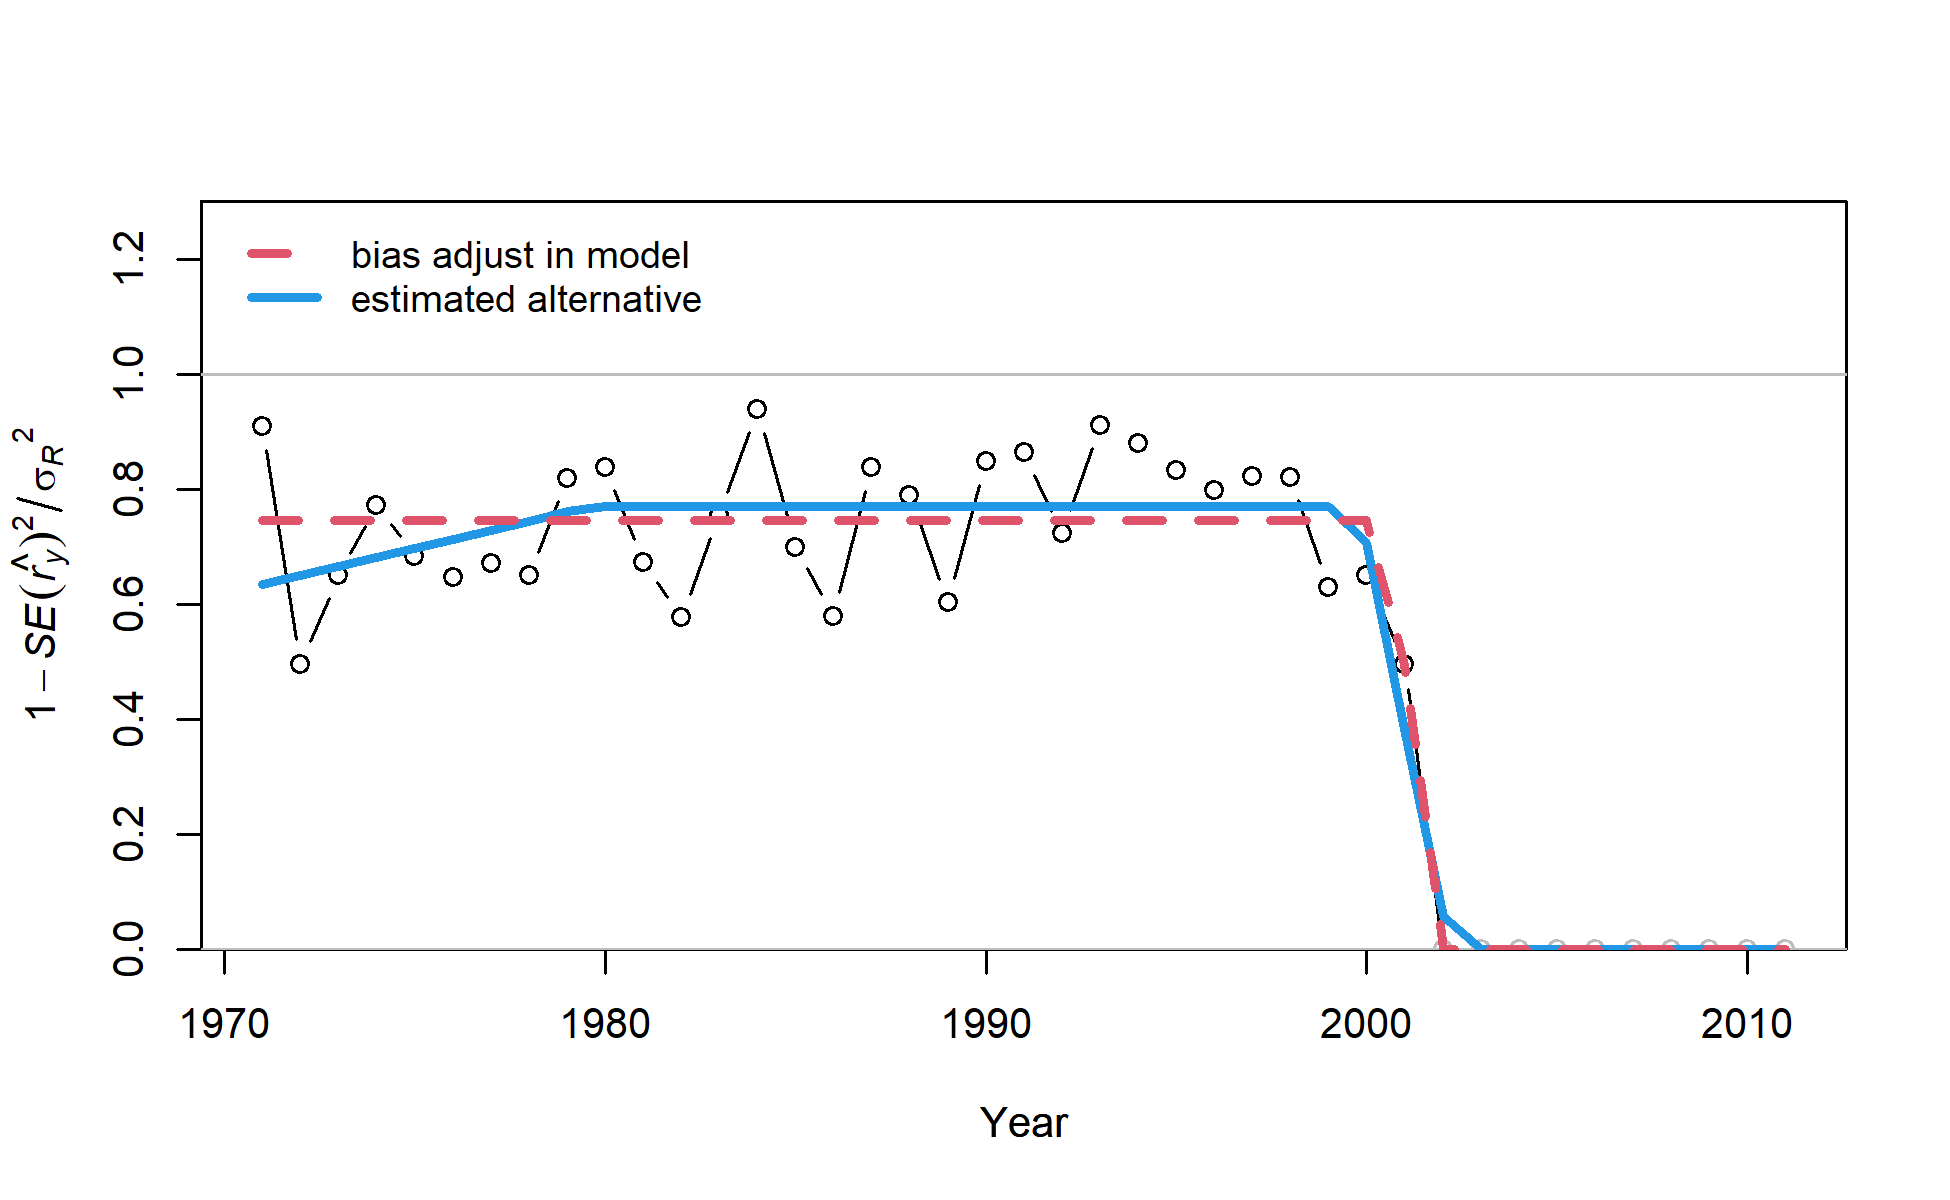 bias adjust in model
estimated alternative
1 − SE(r̂y)² / σR²
0.0
0.2
0.4
0.6
0.8
1.0
1.2
1970 1980 1990 2000 2010
Year